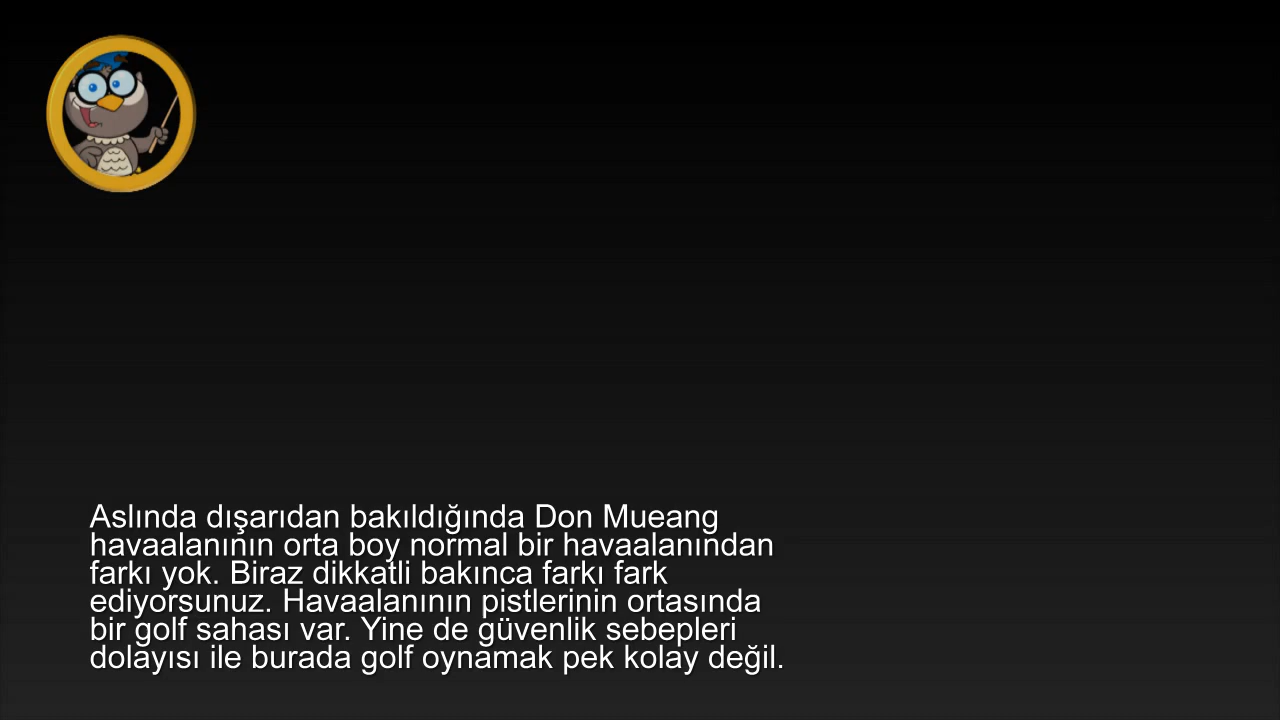 Aslında dışarıdan bakıldığında Don Mueang
havaalanının orta boy normal bir havaalanından
farkı yok. Biraz dikkatli bakınca farkı fark
ediyorsunuz. Havaalanının pistlerinin ortasında
bir golf sahası var. Yine de güvenlik sebepleri
dolayısı ile burada golf oynamak pek kolay değil.